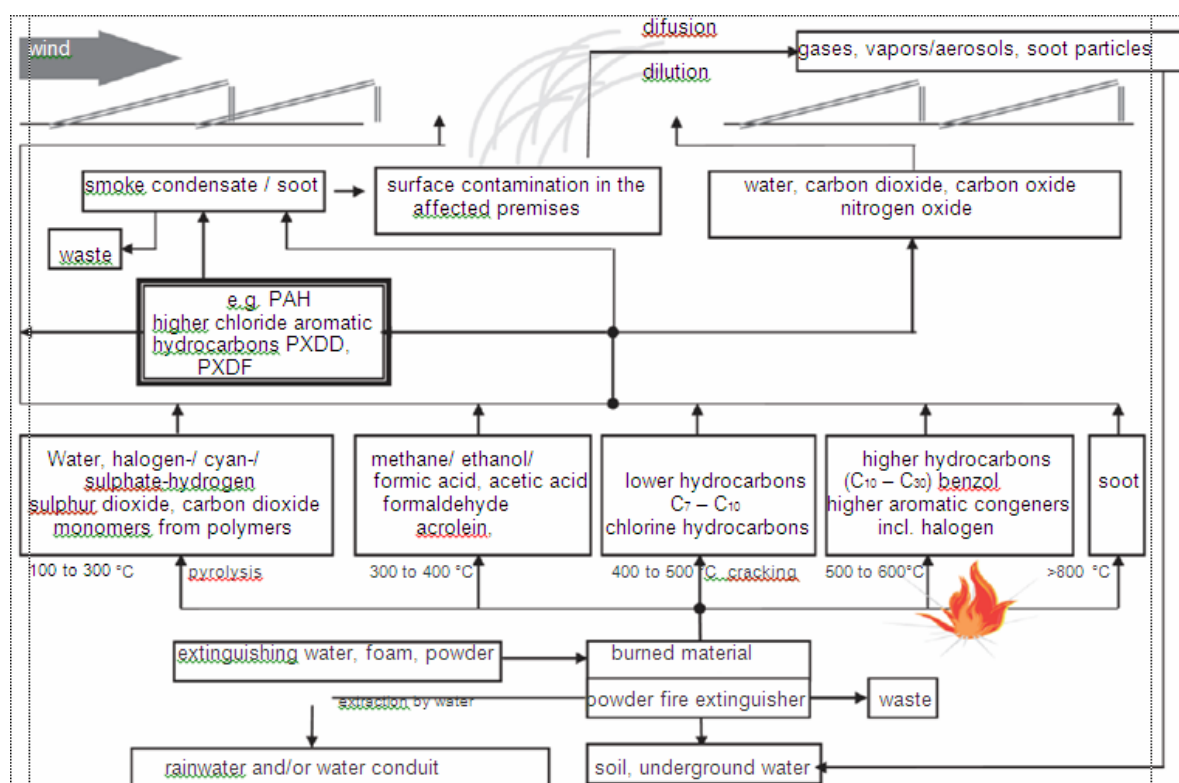 wind
difusion
dilution
gases, vapors/aerosols, soot particles
smoke condensate / soot
surface contamination in the
affected premises
water, carbon dioxide, carbon oxide
nitrogen oxide
waste
e.g. PAH
higher chloride aromatic
hydrocarbons PXDD,
PXDF
Water, halogen-/ cyan-/
sulphate-hydrogen
sulphur dioxide, carbon dioxide
monomers from polymers
methane/ ethanol/
formic acid, acetic acid
formaldehyde
acrolein,
lower hydrocarbons
C₇ – C₁₀
chlorine hydrocarbons
higher hydrocarbons
(C₁₀ – C₃₀) benzol
higher aromatic congeners
incl. halogen
soot
100 to 300 °C pyrolysis
300 to 400 °C
400 to 500 °C cracking
500 to 600°C
>800 °C
extinguishing water, foam, powder
burned material
powder fire extinguisher
waste
extraction by water
rainwater and/or water conduit
soil, underground water